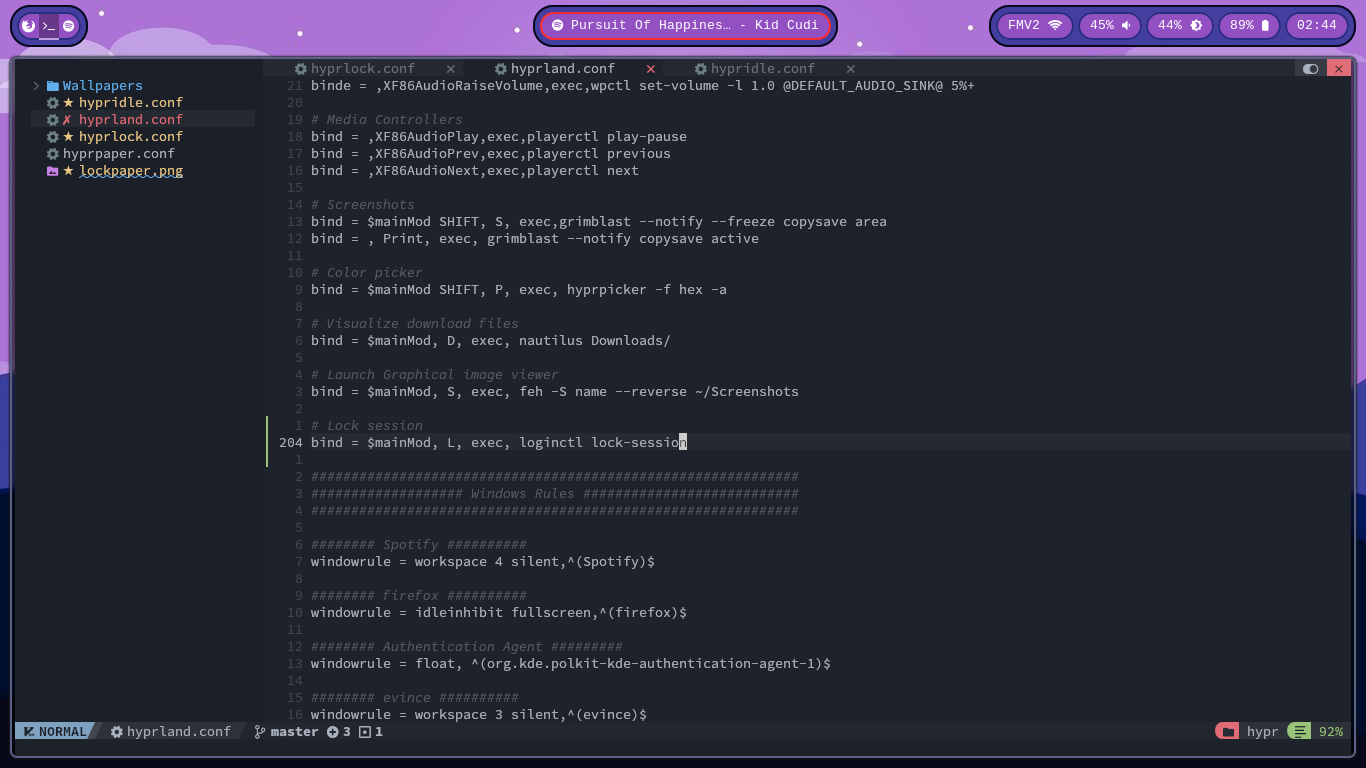 Pursuit Of Happines… - Kid Cudi
FMV2
45%
44%
89%
02:44
hyprlock.conf
hyprland.conf
hypridle.conf
Wallpapers
hypridle.conf
hyprland.conf
hyprlock.conf
hyprpaper.conf
lockpaper.png
21 binde = ,XF86AudioRaiseVolume,exec,wpctl set-volume -l 1.0 @DEFAULT_AUDIO_SINK@ 5%+
20
19 # Media Controllers
18 bind = ,XF86AudioPlay,exec,playerctl play-pause
17 bind = ,XF86AudioPrev,exec,playerctl previous
16 bind = ,XF86AudioNext,exec,playerctl next
15
14 # Screenshots
13 bind = $mainMod SHIFT, S, exec,grimblast --notify --freeze copysave area
12 bind = , Print, exec, grimblast --notify copysave active
11
10 # Color picker
9 bind = $mainMod SHIFT, P, exec, hyprpicker -f hex -a
8
7 # Visualize download files
6 bind = $mainMod, D, exec, nautilus Downloads/
5
4 # Launch Graphical image viewer
3 bind = $mainMod, S, exec, feh -S name --reverse ~/Screenshots
2
1 # Lock session
204 bind = $mainMod, L, exec, loginctl lock-session
1
2 #############################################################
3 ################### Windows Rules ###########################
4 #############################################################
5
6 ######## Spotify ##########
7 windowrule = workspace 4 silent,^(Spotify)$
8
9 ######## firefox ##########
10 windowrule = idleinhibit fullscreen,^(firefox)$
11
12 ######## Authentication Agent #########
13 windowrule = float, ^(org.kde.polkit-kde-authentication-agent-1)$
14
15 ######## evince ##########
16 windowrule = workspace 3 silent,^(evince)$
NORMAL
hyprland.conf
master
3
1
hypr
92%